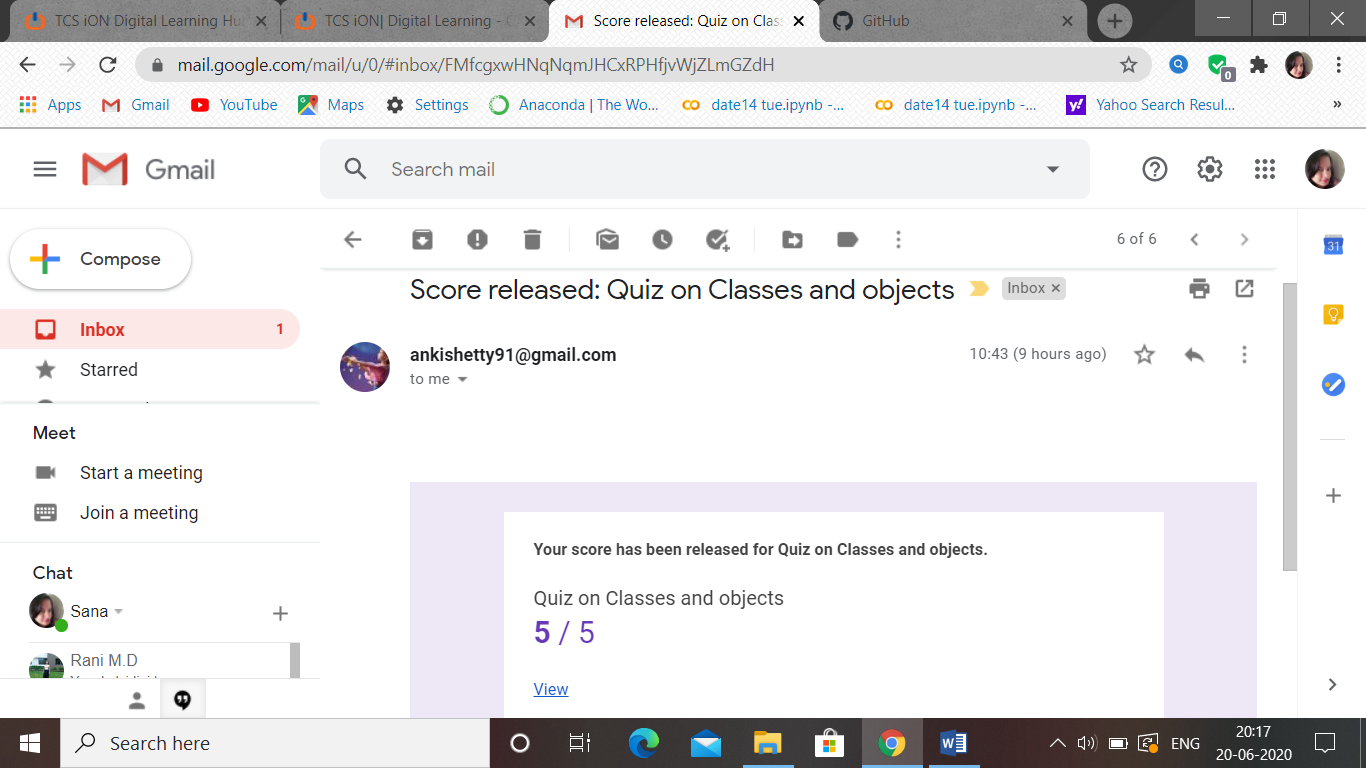 TCS iON Digital Learning Hu
TCS iON| Digital Learning -
Score released: Quiz on Clas
GitHub
mail.google.com/mail/u/0/#inbox/FMfcgxwHNqNqmJHCxRPHfjvWjZLmGZdH
0
Apps
Gmail
YouTube
Maps
Settings
Anaconda | The Wo...
date14 tue.ipynb -...
date14 tue.ipynb -...
Yahoo Search Resul...
»
Gmail
Search mail
Compose
6 of 6
31
Score released: Quiz on Classes and objects
Inbox ×
Inbox
1
Starred
ankishetty91@gmail.com
10:43 (9 hours ago)
to me
Meet
Start a meeting
Join a meeting
Your score has been released for Quiz on Classes and objects.
Quiz on Classes and objects
5 / 5
View
Chat
Sana
Rani M.D
Search here
ENG
20:17
20-06-2020